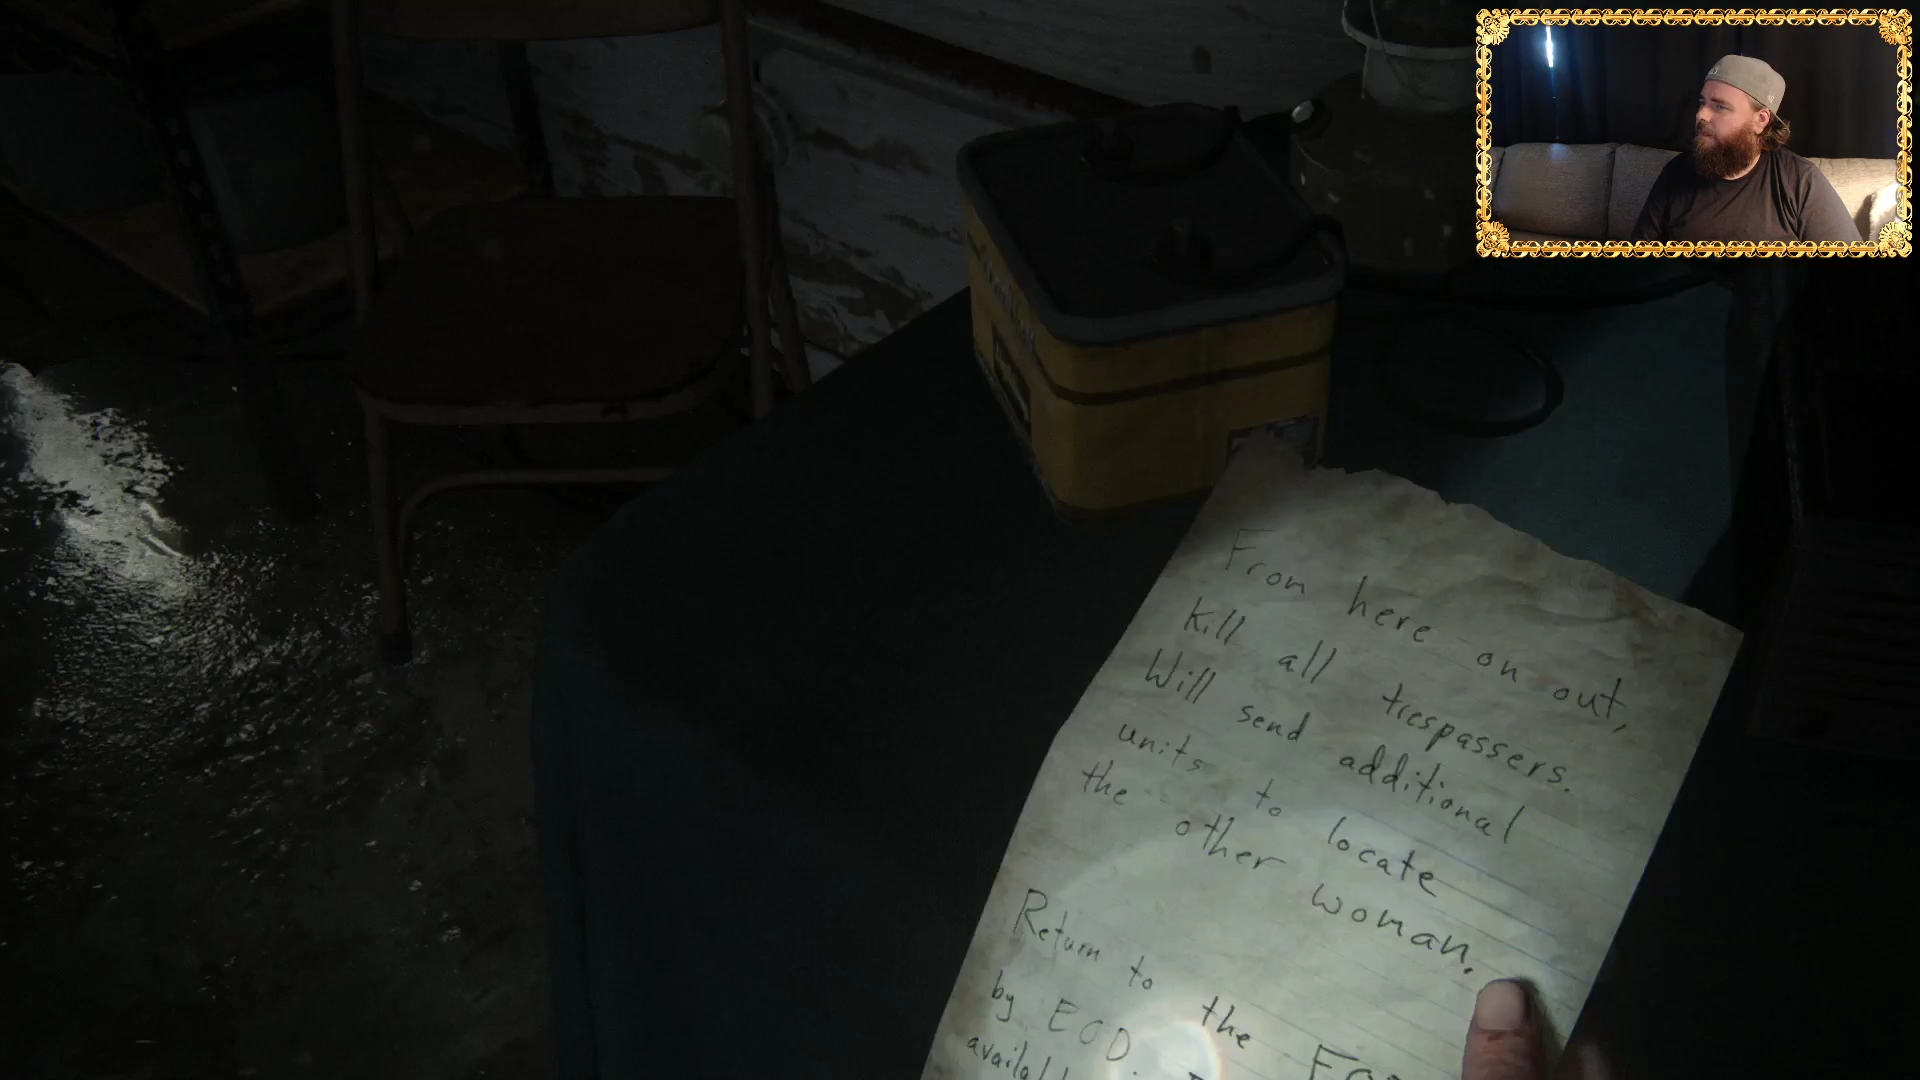 From here on out,
kill all trespassers.
Will send additional
units to locate
the other woman.
Return to the
by EOD.